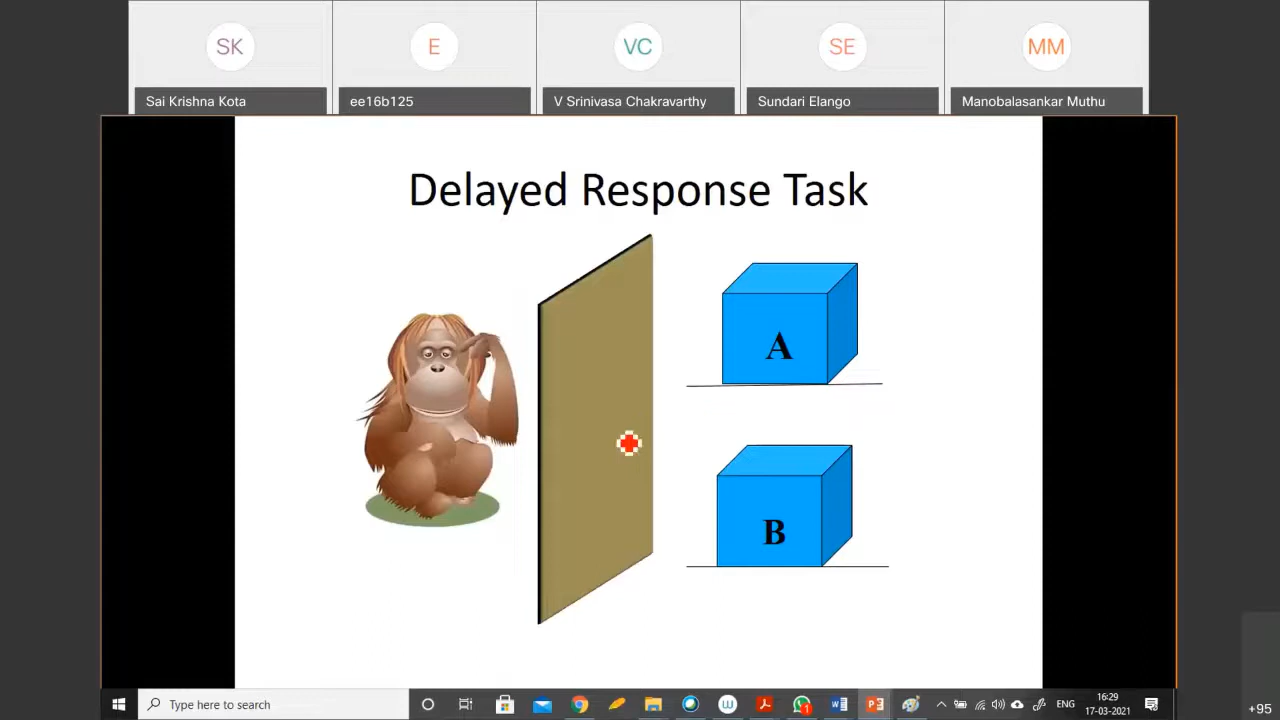 SK
E
VC
SE
MM
Sai Krishna Kota
ee16b125
V Srinivasa Chakravarthy
Sundari Elango
Manobalasankar Muthu
Delayed Response Task
A
B
Type here to search
ENG
16:29
17-03-2021
+95